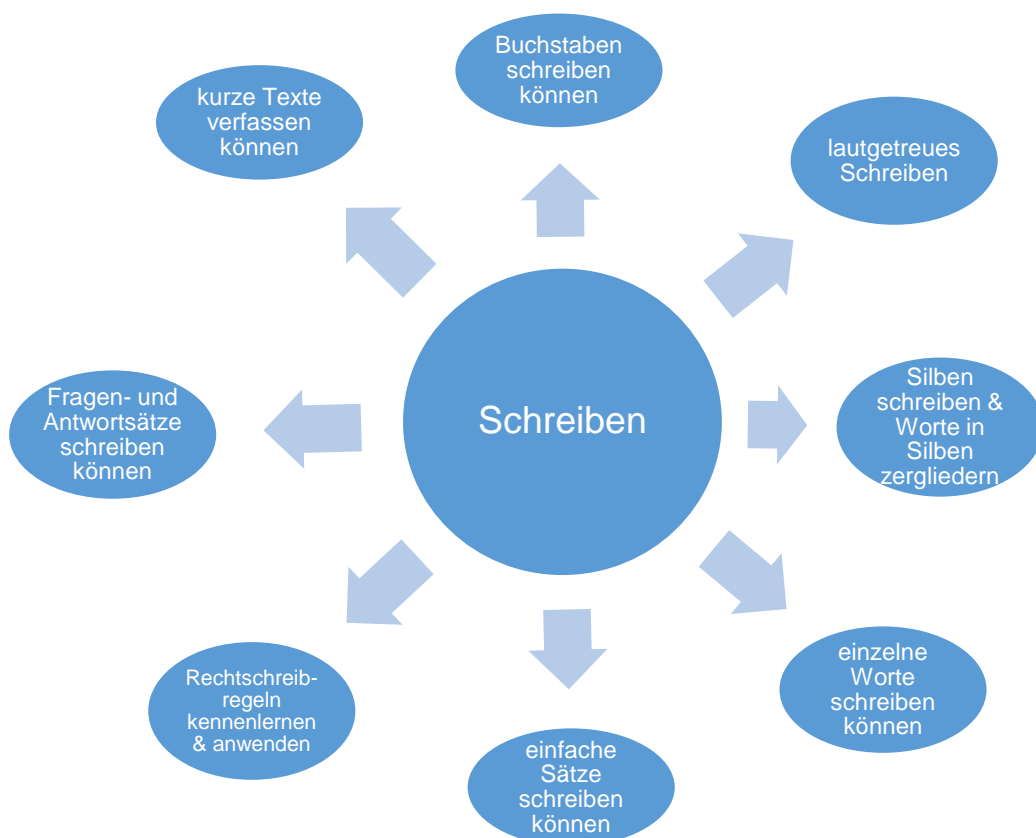 Buchstaben
schreiben
können
lautgetreues
Schreiben
Silben
schreiben &
Worte in
Silben
zergliedern
einzelne
Worte
schreiben
können
einfache
Sätze
schreiben
können
Rechtschreib-
regeln
kennenlernen
& anwenden
Fragen- und
Antwortsätze
schreiben
können
kurze Texte
verfassen
können
Schreiben